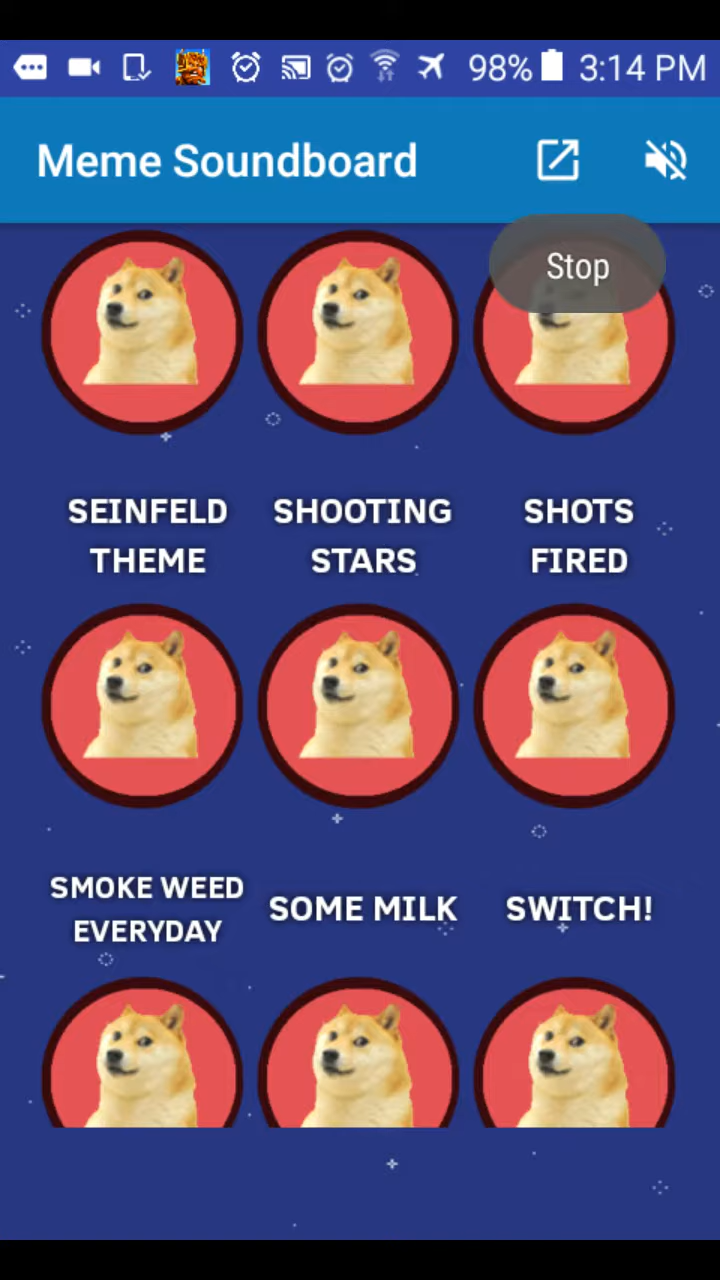 98% 3:14 PM
Meme Soundboard
Stop
SEINFELD
THEME
SHOOTING
STARS
SHOTS
FIRED
SMOKE WEED
EVERYDAY
SOME MILK
SWITCH!